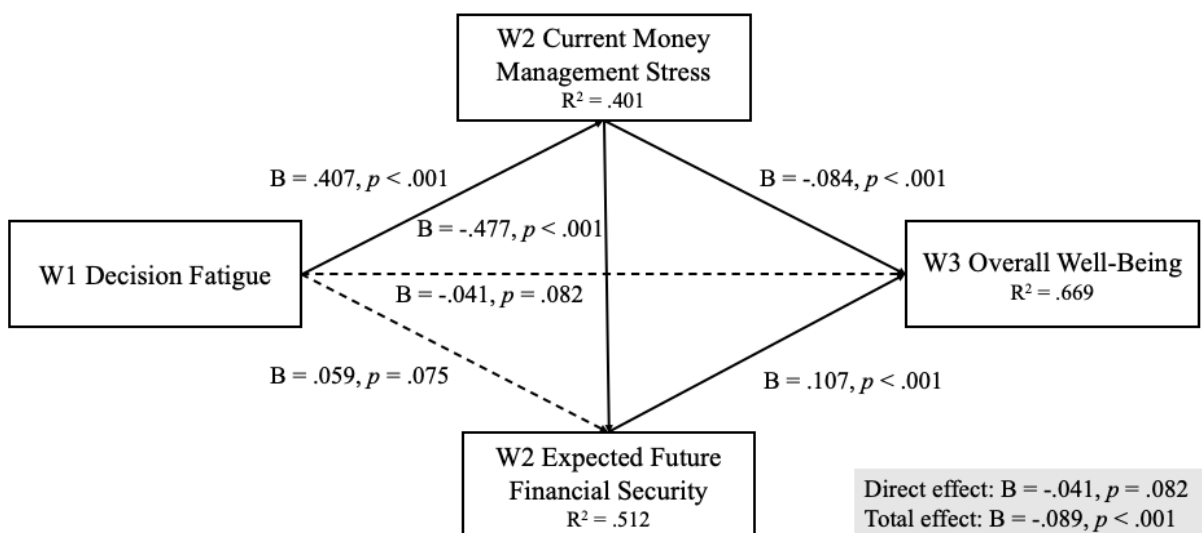 W2 Current Money
Management Stress
R² = .401
B = .407, p < .001
B = -.084, p < .001
B = -.477, p < .001
W1 Decision Fatigue
W3 Overall Well-Being
R² = .669
B = -.041, p = .082
B = .059, p = .075
B = .107, p < .001
W2 Expected Future
Financial Security
R² = .512
Direct effect: B = -.041, p = .082
Total effect: B = -.089, p < .001